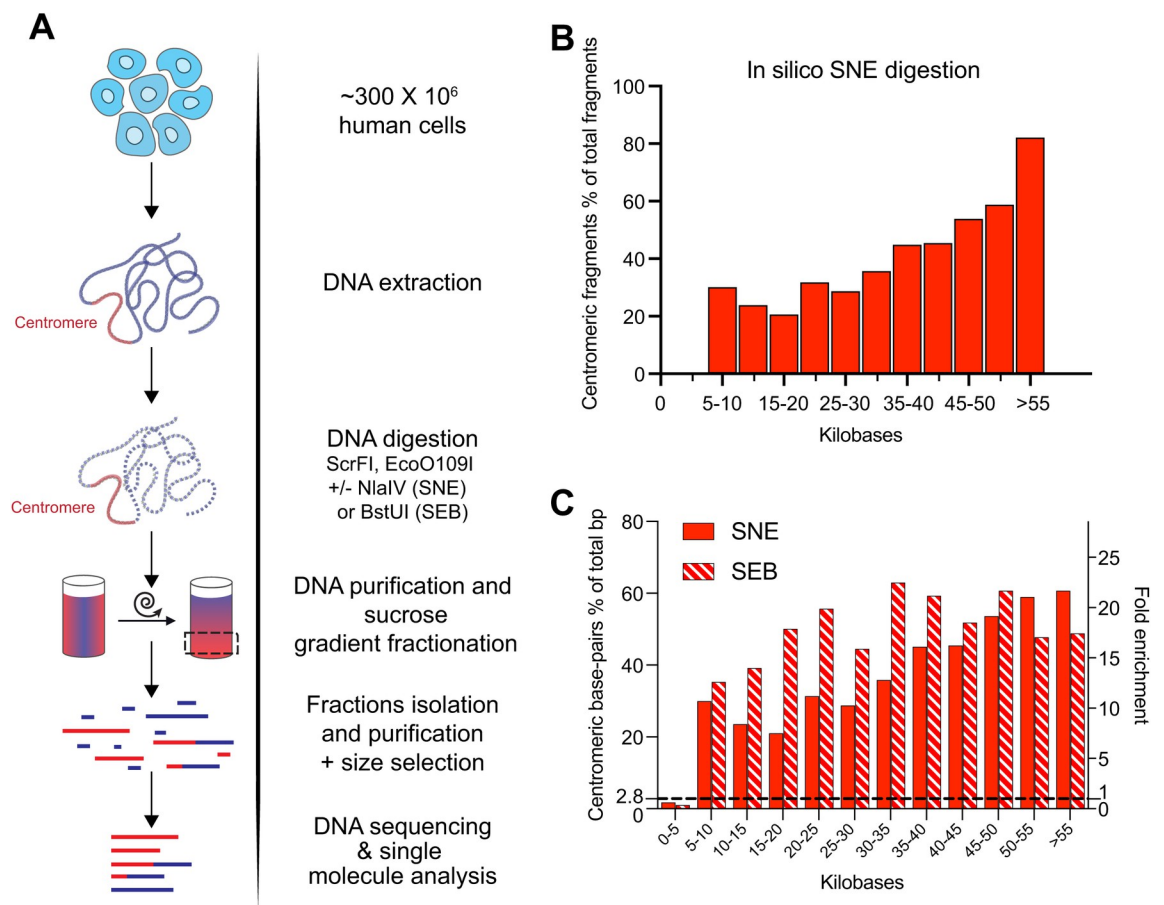 A
~300 X 10⁶
human cells
DNA extraction
Centromere
DNA digestion
ScrFI, EcoO109I
+/- NlaIV (SNE)
or BstUI (SEB)
Centromere
DNA purification and
sucrose
gradient fractionation
Fractions isolation
and purification
+ size selection
DNA sequencing
& single
molecule analysis
B
In silico SNE digestion
Centromeric fragments % of total fragments
100
80
60
40
20
0
0 5-10 15-20 25-30 35-40 45-50 >55
Kilobases
C
SNE
SEB
Centromeric base-pairs % of total bp
80
60
40
20
2.8
0
25
20
15
10
5
1
0
Fold enrichment
0-5 5-10 10-15 15-20 20-25 25-30 30-35 35-40 40-45 45-50 50-55 >55
Kilobases